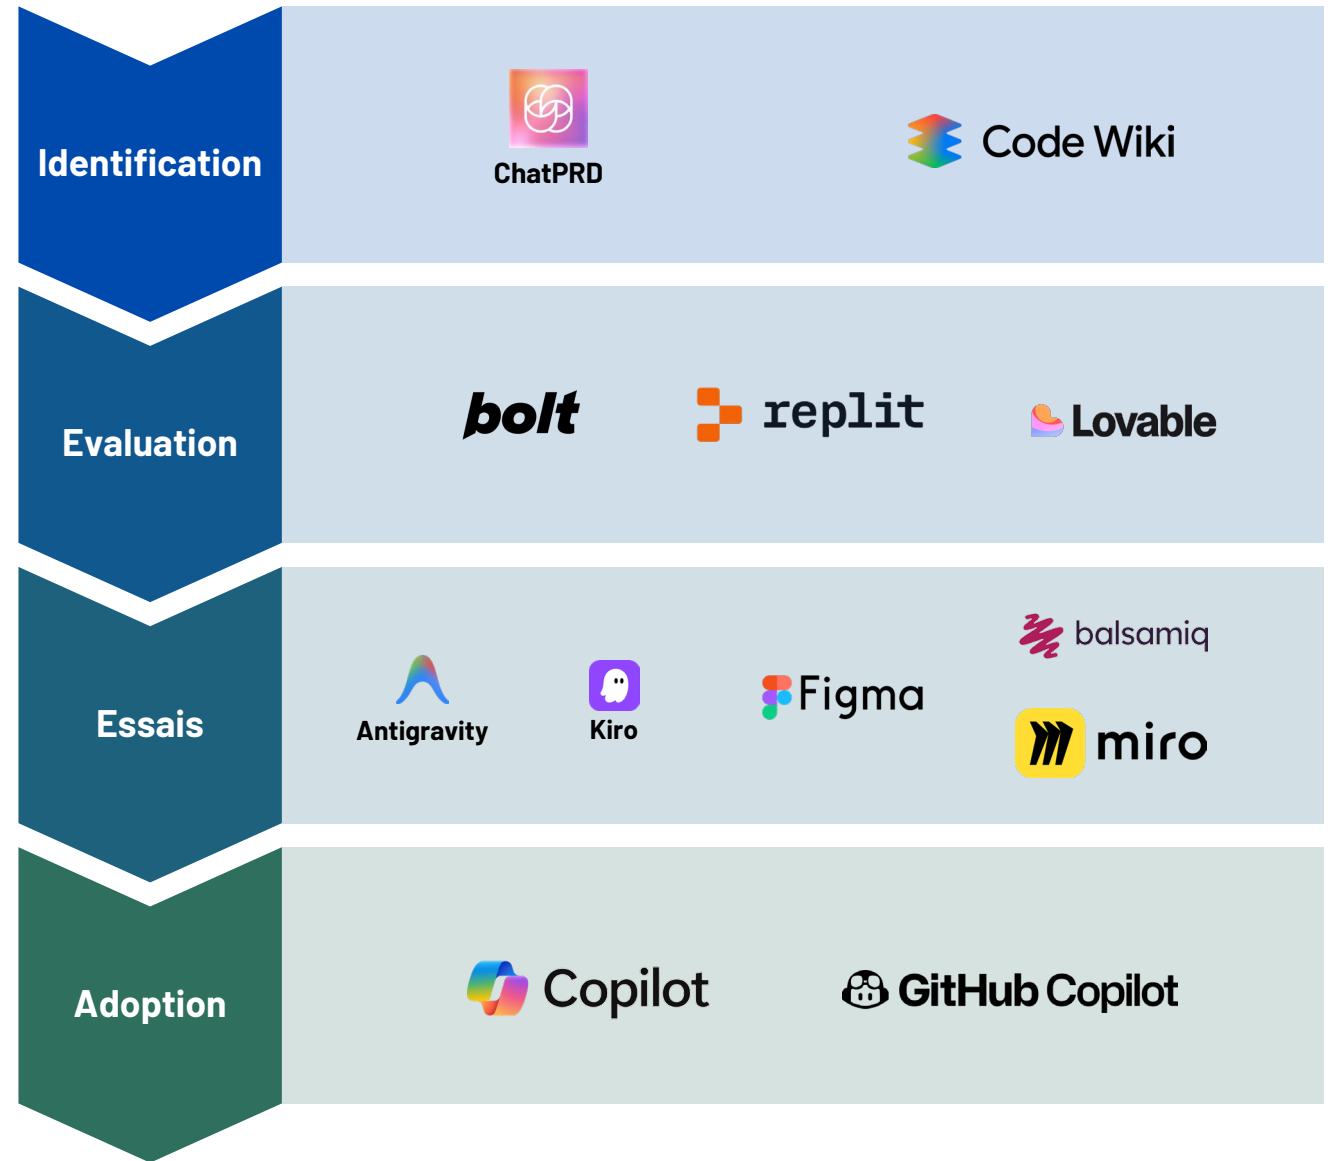 Identification
ChatPRD
Code Wiki
Evaluation
bolt
replit
Lovable
Essais
Antigravity
Kiro
Figma
balsamiq
miro
Adoption
Copilot
GitHub Copilot